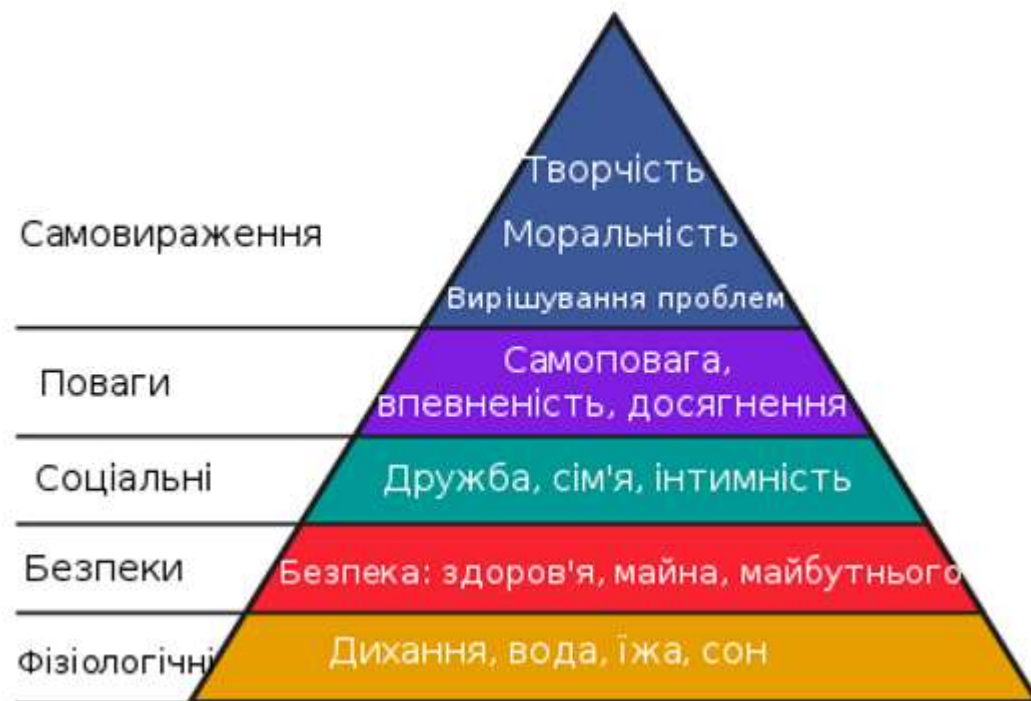 Творчість
Самовираження
Моральність
Вирішування проблем
Поваги
Самоповага,
впевненість, досягнення
Соціальні
Дружба, сім'я, інтимність
Безпеки
Безпека: здоров'я, майна, майбутнього
Фізіологічні
Дихання, вода, їжа, сон